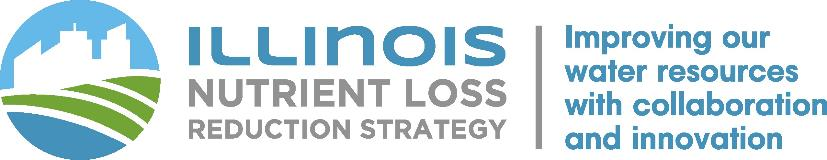 ILLINOIS
NUTRIENT LOSS
REDUCTION STRATEGY
Improving our
water resources
with collaboration
and innovation